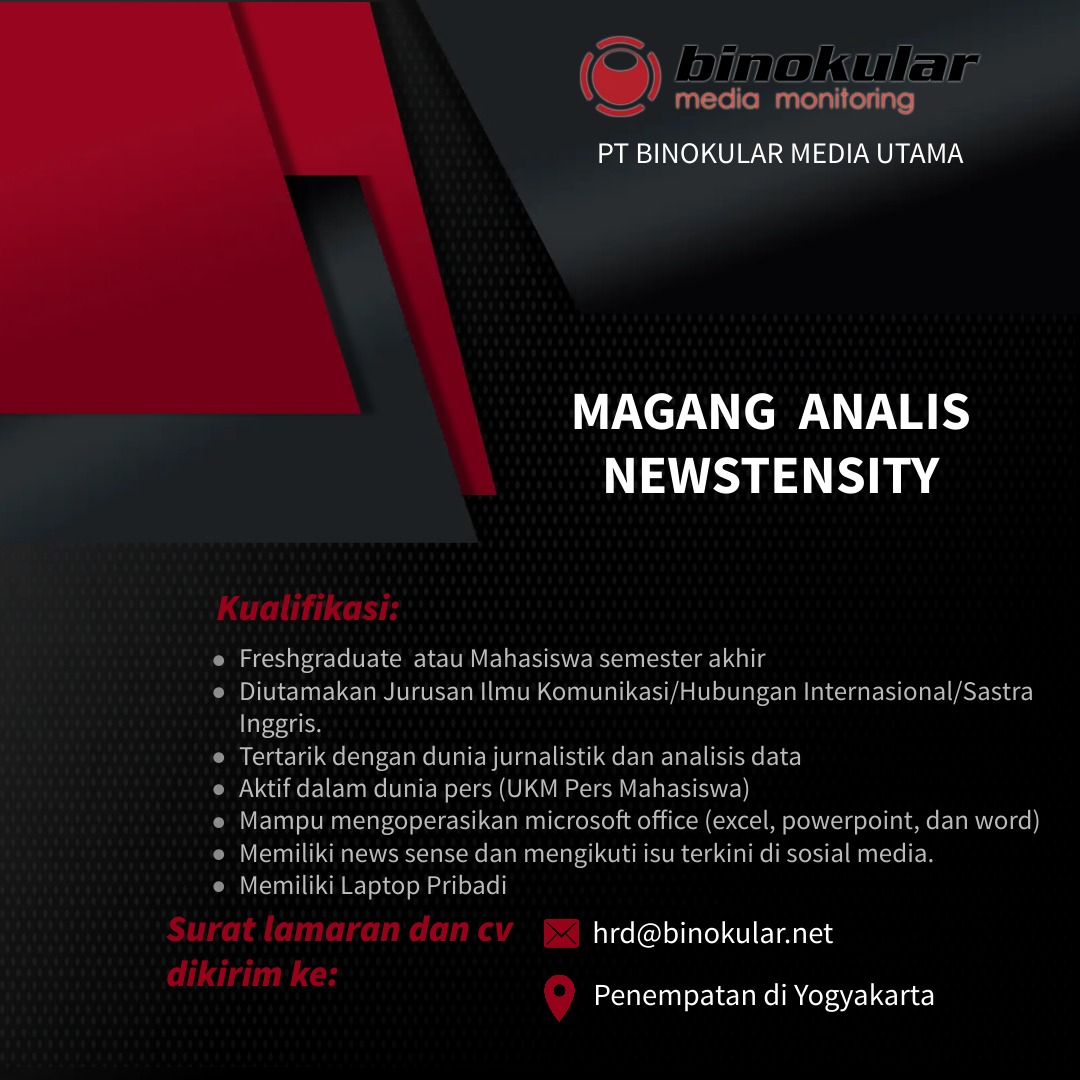 binokular
media monitoring
PT BINOKULAR MEDIA UTAMA
MAGANG ANALIS
NEWSTENSITY
Kualifikasi:
● Freshgraduate atau Mahasiswa semester akhir
● Diutamakan Jurusan Ilmu Komunikasi/Hubungan Internasional/Sastra
Inggris.
● Tertarik dengan dunia jurnalistik dan analisis data
● Aktif dalam dunia pers (UKM Pers Mahasiswa)
● Mampu mengoperasikan microsoft office (excel, powerpoint, dan word)
● Memiliki news sense dan mengikuti isu terkini di sosial media.
● Memiliki Laptop Pribadi
Surat lamaran dan cv
dikirim ke:
hrd@binokular.net
Penempatan di Yogyakarta